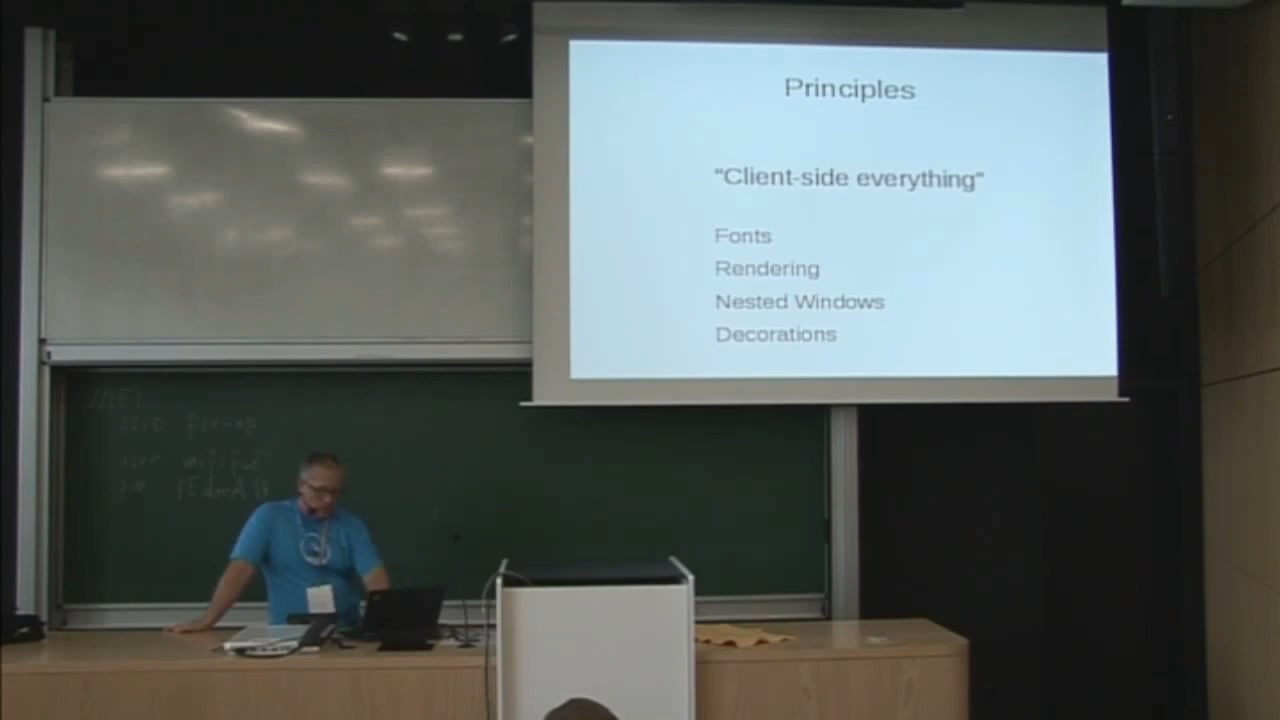 Principles
"Client-side everything"
Fonts
Rendering
Nested Windows
Decorations